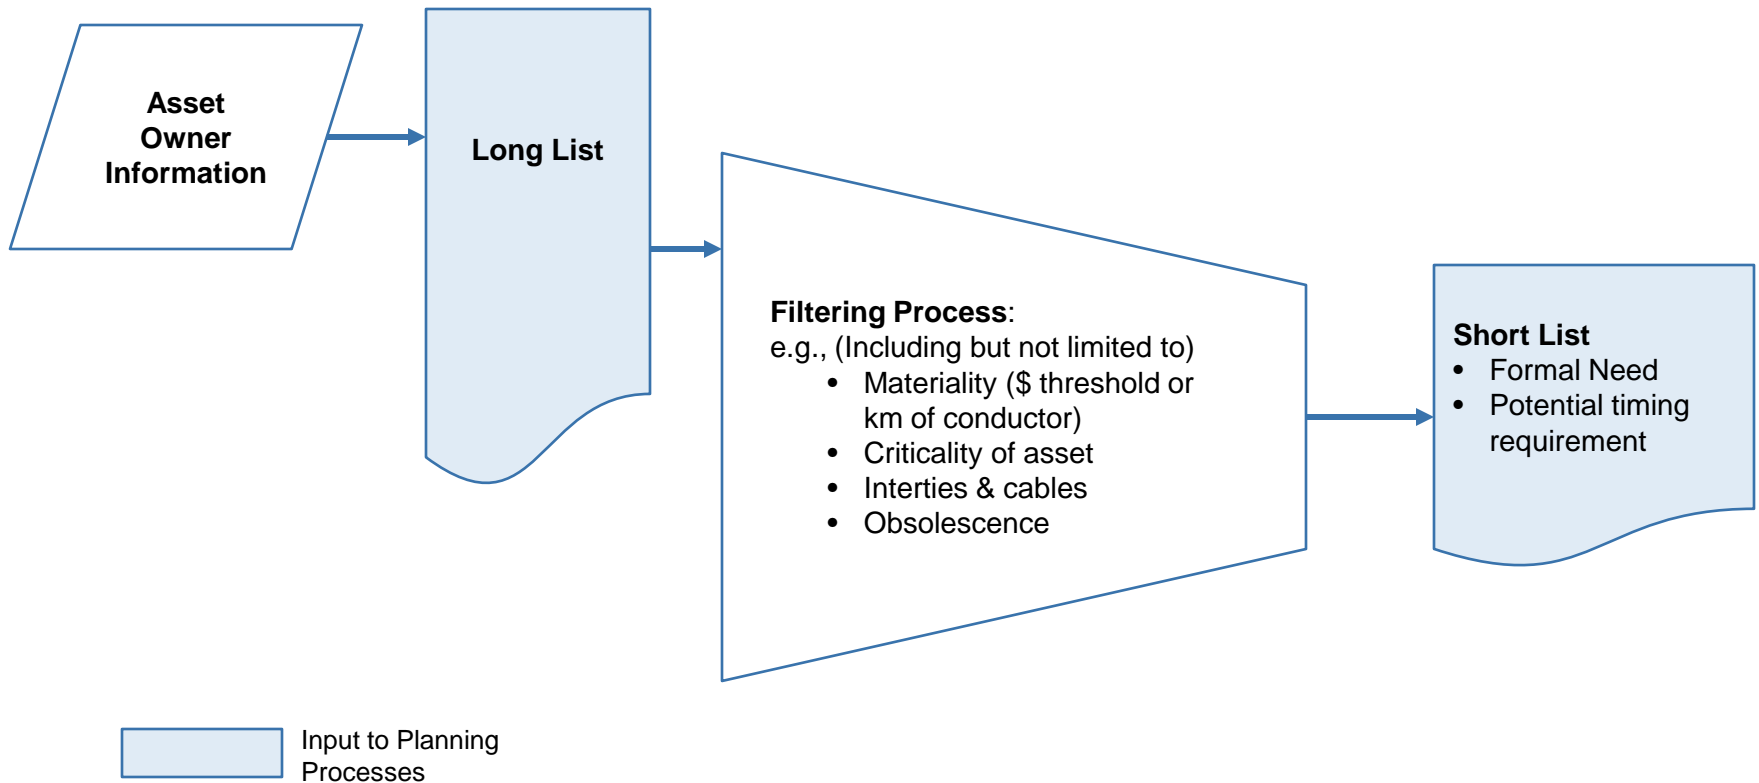 Asset
Owner
Information
Long List
Filtering Process:
e.g., (Including but not limited to)
• Materiality ($ threshold or
km of conductor)
• Criticality of asset
• Interties & cables
• Obsolescence
Short List
• Formal Need
• Potential timing
requirement
Input to Planning
Processes